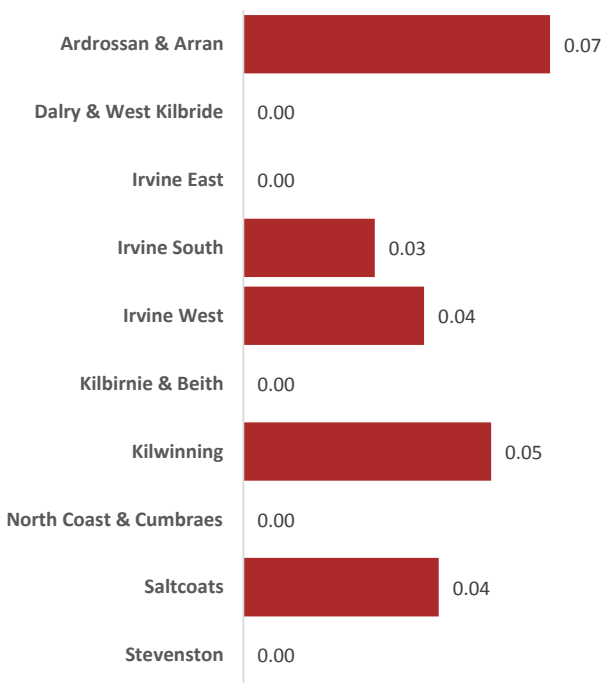 Ardrossan & Arran 0.07
Dalry & West Kilbride 0.00
Irvine East 0.00
Irvine South 0.03
Irvine West 0.04
Kilbirnie & Beith 0.00
Kilwinning 0.05
North Coast & Cumbraes 0.00
Saltcoats 0.04
Stevenston 0.00